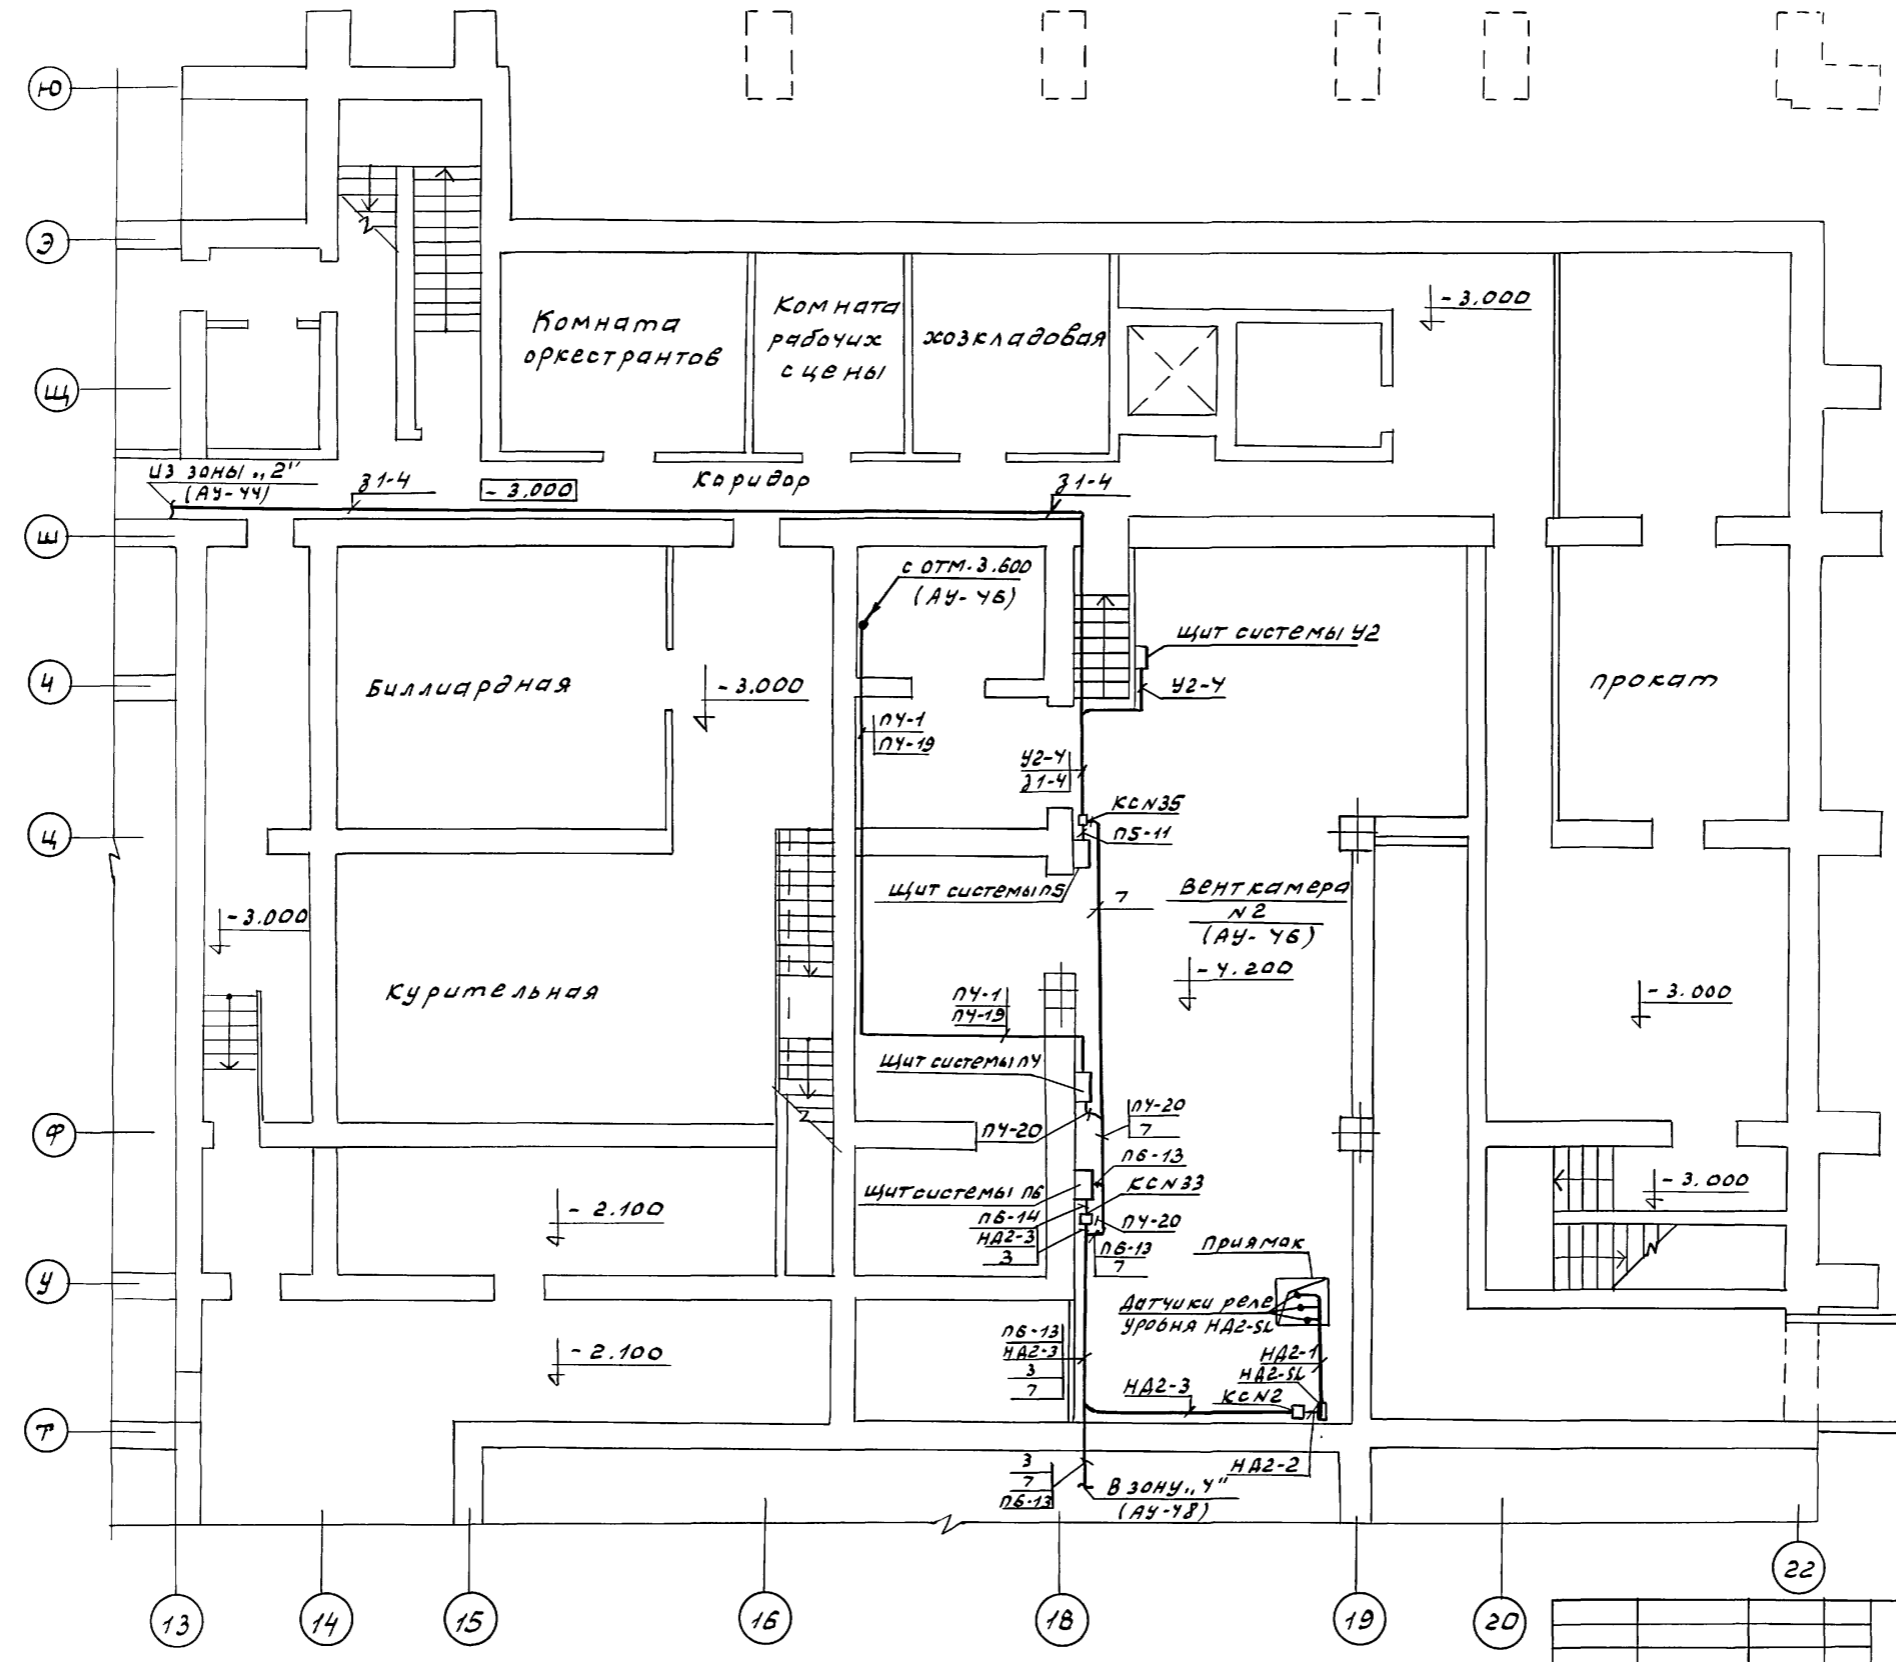 Ю
Э
Щ
Ш
Ч
Ц
Ф
У
Т
Комната
оркестрантов
Комната
рабочих
сцены
хозкладовая
-3.000
из зоны „2"
(АУ-44)
З1-4
-3.000
Коридор
З1-4
с отм. 3.600
(АУ-46)
щит системы У2
У2-4
Биллиардная
-3.000
прокат
П4-1
П4-19
У2-4
З1-4
КС N35
П5-11
щит системы П5
7
Венткамера
N 2
(АУ-46)
-4.200
-3.000
Курительная
П4-1
П4-19
-3.000
щит системы П4
П4-20
П4-20
7
П6-13
щит системы П6
КС N33
П6-14
П4-20
НД2-3
3
П6-13
7
-2.100
-3.000
приямок
Датчики реле
уровня НД2-SL
П6-13
НД2-3
3
7
-2.100
НД2-1
НД2-SL
НД2-3
КС N2
НД2-2
3
7
П6-13
В зону „4"
(АУ-48)
13
14
15
16
18
19
20
22